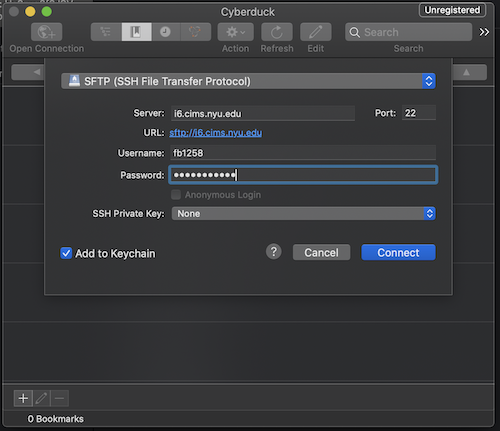 Cyberduck
Unregistered
Open Connection
Action
Refresh
Edit
Search
Search
SFTP (SSH File Transfer Protocol)
Server: i6.cims.nyu.edu Port: 22
URL: sftp://i6.cims.nyu.edu
Username: fb1258
Password: •••••••••••
Anonymous Login
SSH Private Key: None
Add to Keychain
? Cancel Connect
0 Bookmarks